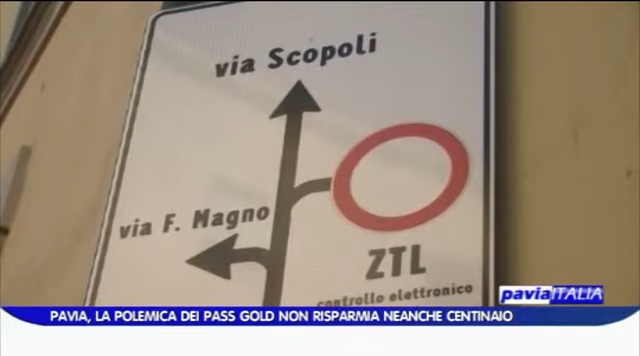 via Scopoli
via F. Magno
ZTL
controllo elettronico
paviaITALIA
PAVIA, LA POLEMICA DEI PASS GOLD NON RISPARMIA NEANCHE CENTINAIO